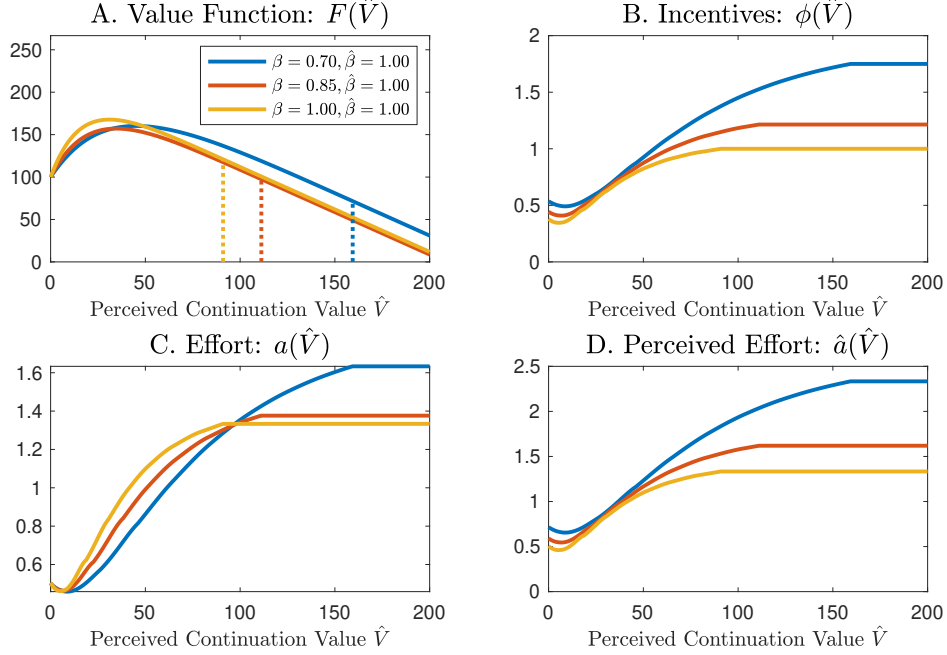 A. Value Function: F(V̂)
250
200
150
100
50
0
0 50 100 150 200
β = 0.70, β̂ = 1.00
β = 0.85, β̂ = 1.00
β = 1.00, β̂ = 1.00
Perceived Continuation Value V̂
B. Incentives: ϕ(V̂)
2
1.5
1
0.5
0
0 50 100 150 200
Perceived Continuation Value V̂
C. Effort: a(V̂)
1.6
1.4
1.2
1
0.8
0.6
0 50 100 150 200
Perceived Continuation Value V̂
D. Perceived Effort: â(V̂)
2.5
2
1.5
1
0.5
0
0 50 100 150 200
Perceived Continuation Value V̂